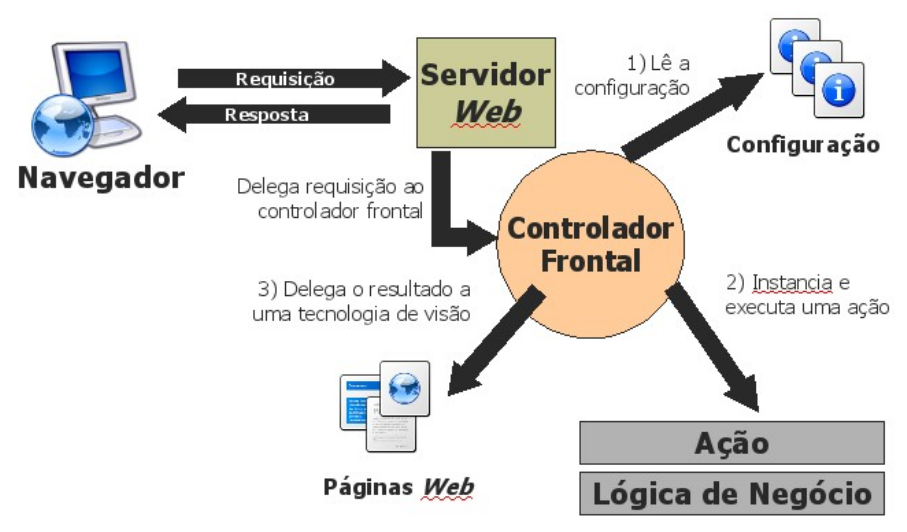 Requisição
Resposta
Navegador
Servidor
Web
1) Lê a
configuração
Configuração
Delega requisição ao
controlador frontal
Controlador
Frontal
3) Delega o resultado a
uma tecnologia de visão
2) Instancia e
executa uma ação
Páginas Web
Ação
Lógica de Negócio